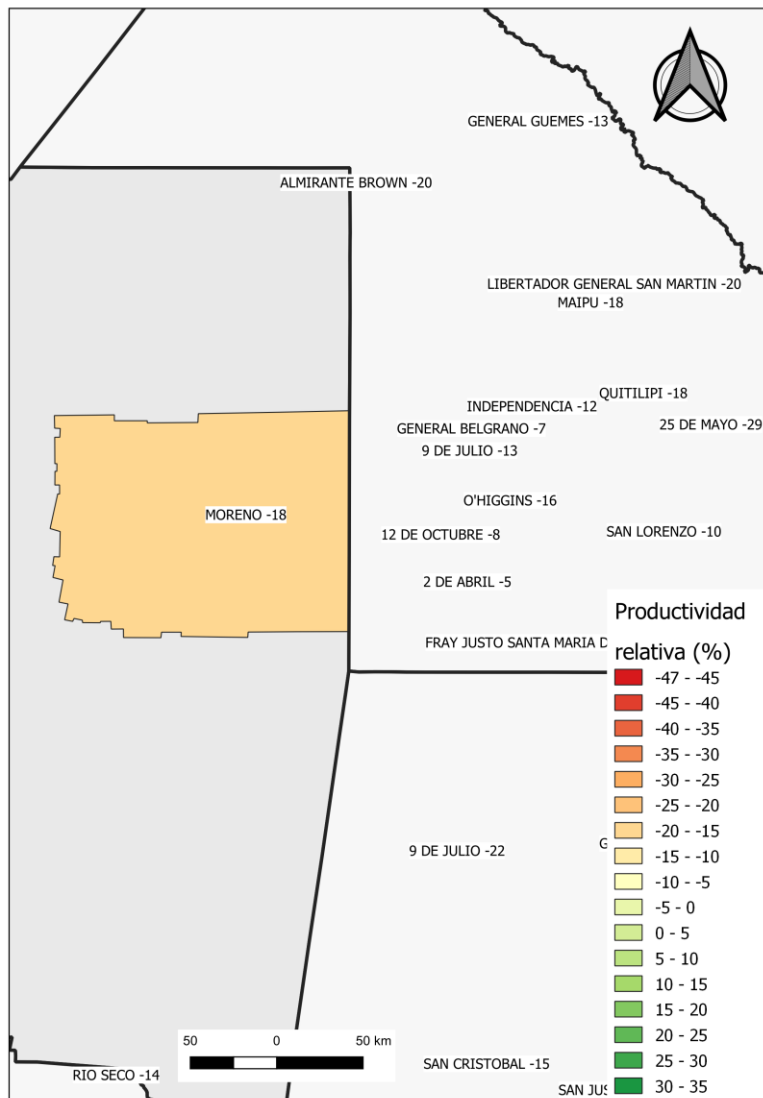 GENERAL GUEMES -13
ALMIRANTE BROWN -20
LIBERTADOR GENERAL SAN MARTIN -20
MAIPU -18
QUITILIPI -18
INDEPENDENCIA -12
25 DE MAYO -29
GENERAL BELGRANO -7
9 DE JULIO -13
O'HIGGINS -16
MORENO -18
12 DE OCTUBRE -8
SAN LORENZO -10
2 DE ABRIL -5
FRAY JUSTO SANTA MARIA D
Productividad
relativa (%)
-47 - -45
-45 - -40
-40 - -35
-35 - -30
-30 - -25
-25 - -20
-20 - -15
-15 - -10
-10 - -5
-5 - 0
0 - 5
5 - 10
10 - 15
15 - 20
20 - 25
25 - 30
30 - 35
9 DE JULIO -22
G
50 0 50 km
SAN CRISTOBAL -15
RIO SECO -14
SAN JUS